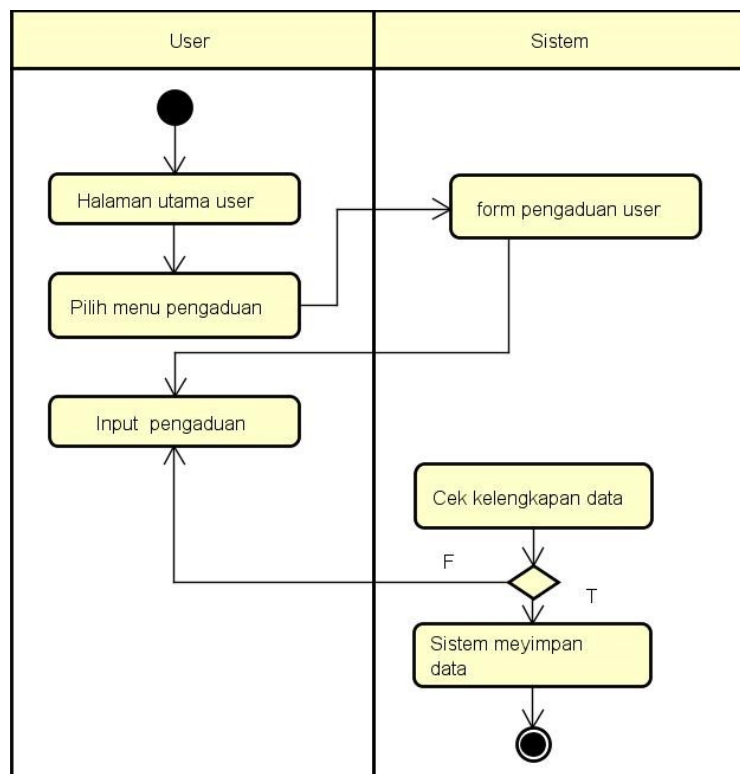 User
Sistem
Halaman utama user
form pengaduan user
Pilih menu pengaduan
Input pengaduan
Cek kelengkapan data
F
T
Sistem meyimpan
data